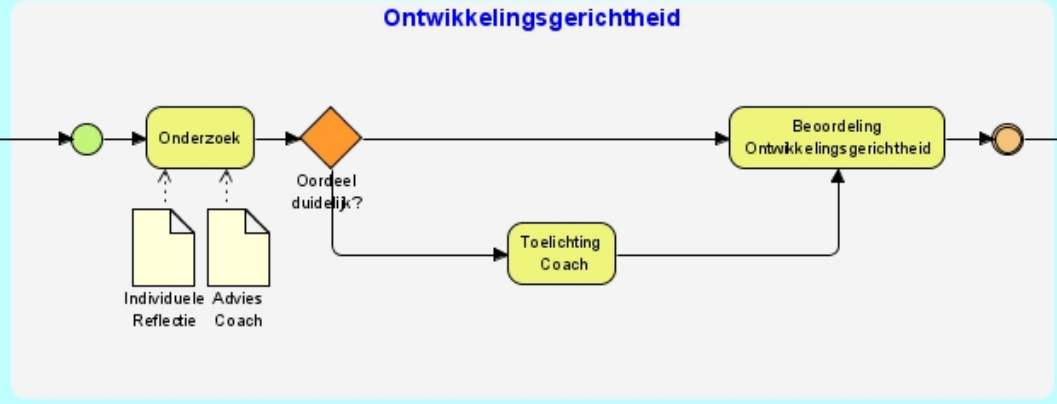 Ontwikkelingsgerichtheid
Onderzoek
Oordeel
duidelijk?
Beoordeling
Ontwikkelingsgerichtheid
Toelichting
Coach
Individuele
Reflectie
Advies
Coach